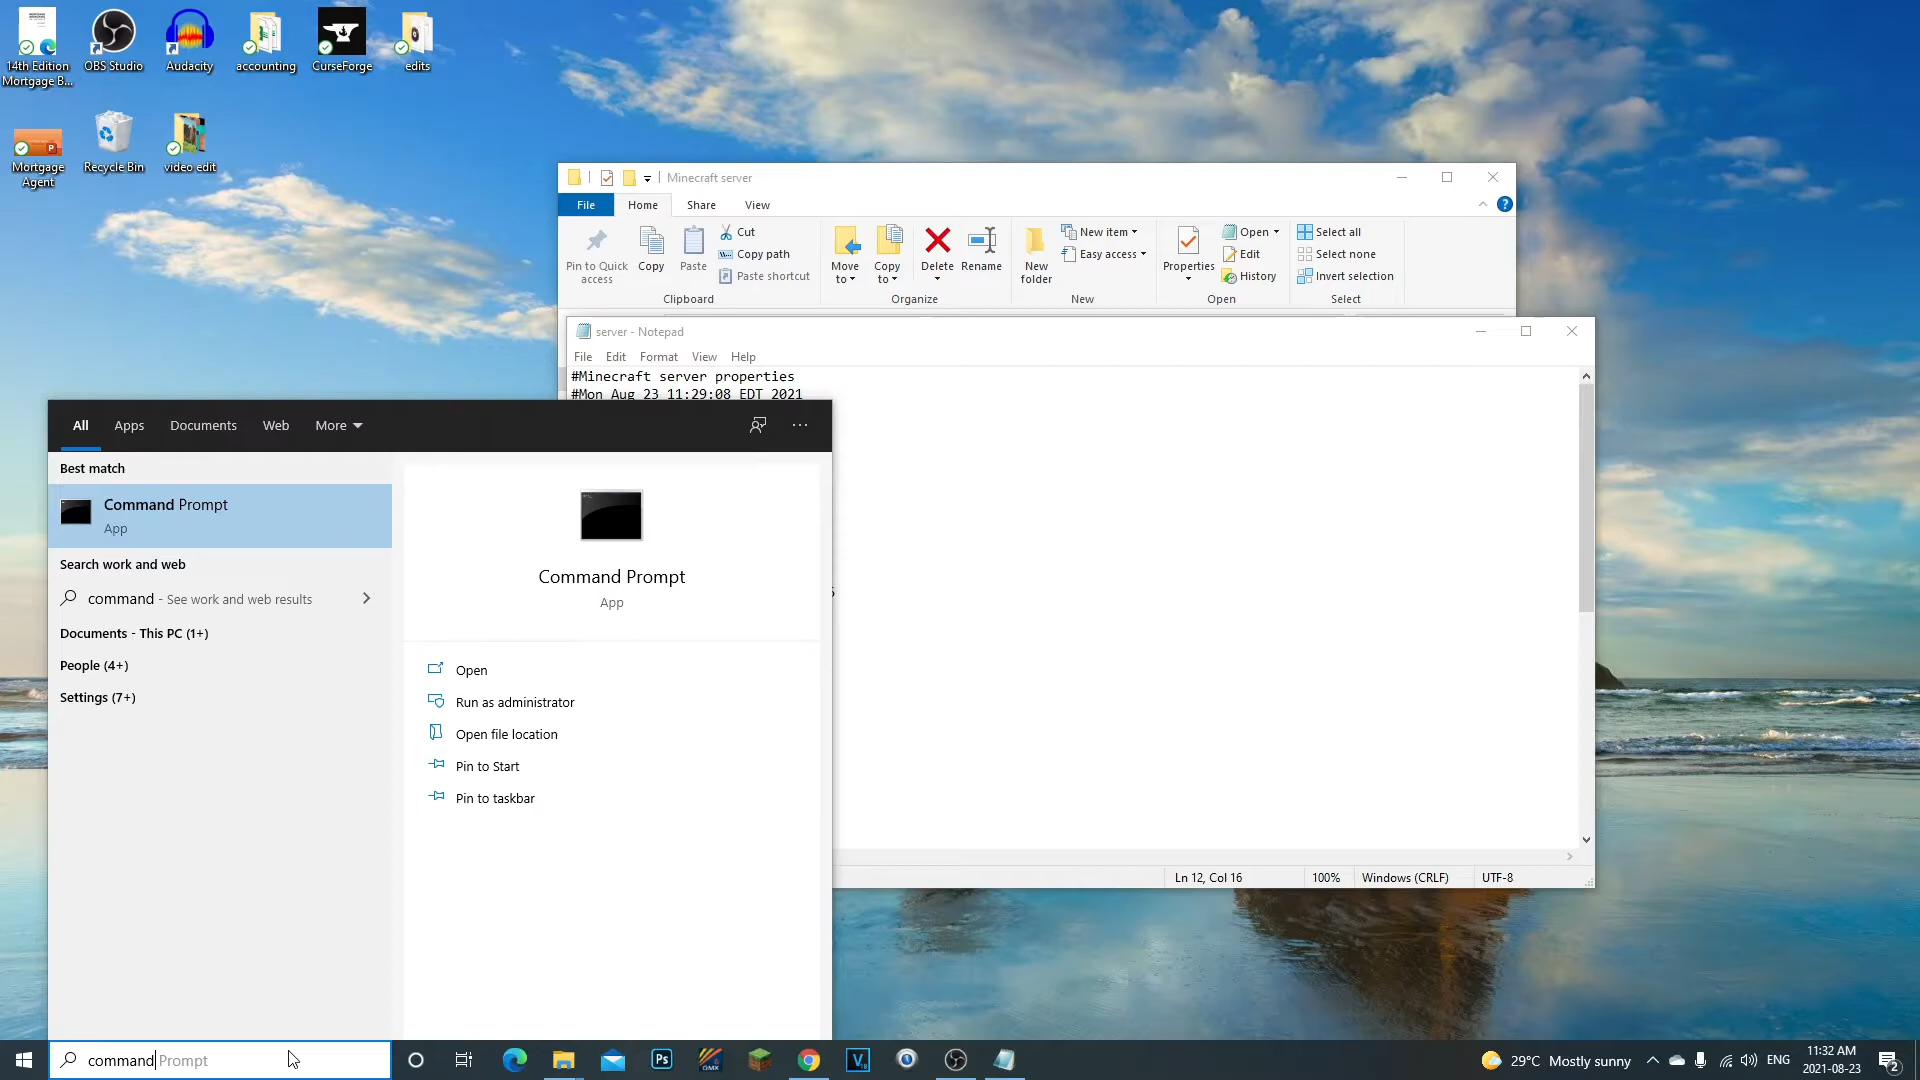 14th Edition
Mortgage B...
OBS Studio
Audacity
accounting
CurseForge
edits
Mortgage
Agent
Recycle Bin
video edit
Minecraft server
File
Home
Share
View
Pin to Quick
access
Copy
Paste
Cut
Copy path
Paste shortcut
Clipboard
Move
to
Copy
to
Delete
Rename
Organize
New
folder
New item
Easy access
New
Properties
Open
Edit
History
Open
Select all
Select none
Invert selection
Select
server - Notepad
File Edit Format View Help
#Minecraft server properties
#Mon Aug 23 11:29:08 EDT 2021
Ln 12, Col 16
100%
Windows (CRLF)
UTF-8
All
Apps
Documents
Web
More
Best match
Command Prompt
App
Search work and web
command - See work and web results
Documents - This PC (1+)
People (4+)
Settings (7+)
Command Prompt
App
Open
Run as administrator
Open file location
Pin to Start
Pin to taskbar
command Prompt
Ps
GMX
29°C Mostly sunny
ENG
11:32 AM
2021-08-23
2